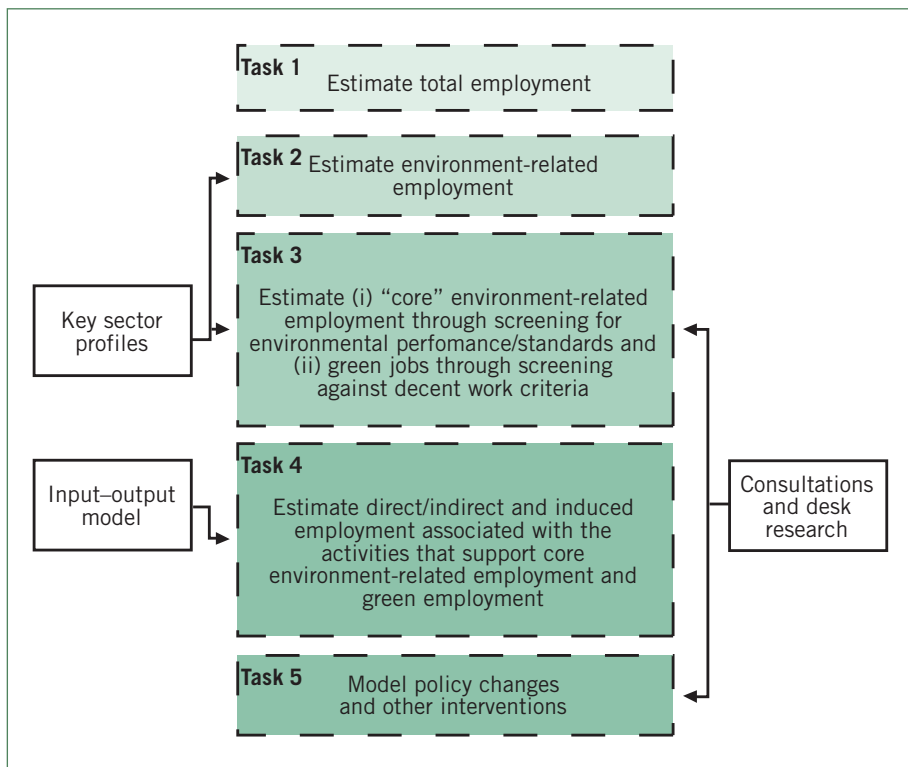 Task 1
Estimate total employment
Task 2
Estimate environment-related
employment
Task 3
Estimate (i) “core” environment-related
employment through screening for
environmental perfomance/standards and
(ii) green jobs through screening
against decent work criteria
Key sector
profiles
Task 4
Estimate direct/indirect and induced
employment associated with the
activities that support core
environment-related employment and
green employment
Input–output
model
Consultations
and desk
research
Task 5
Model policy changes
and other interventions